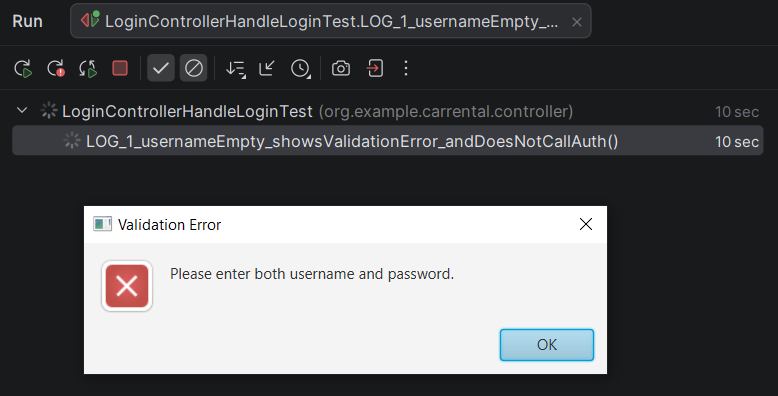 Run
LoginControllerHandleLoginTest.LOG_1_usernameEmpty_...
LoginControllerHandleLoginTest (org.example.carrental.controller) 10 sec
LOG_1_usernameEmpty_showsValidationError_andDoesNotCallAuth() 10 sec
Validation Error
Please enter both username and password.
OK